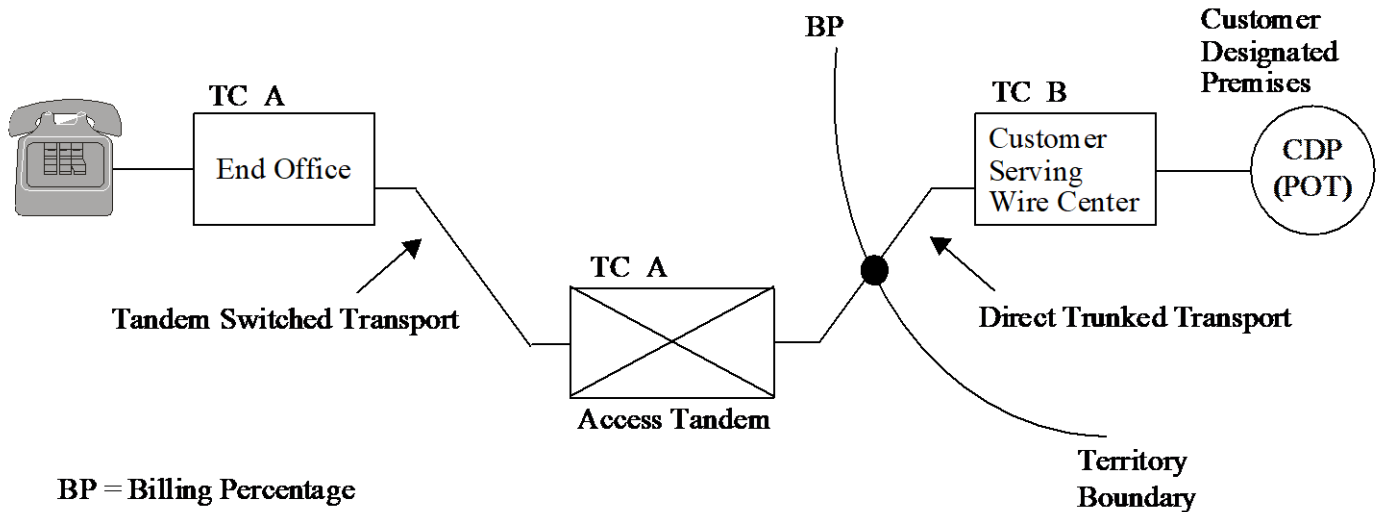 BP
Customer
Designated
Premises
TC A
TC B
End Office
Customer
Serving
Wire Center
CDP
(POT)
TC A
Tandem Switched Transport
Direct Trunked Transport
Access Tandem
Territory
Boundary
BP = Billing Percentage